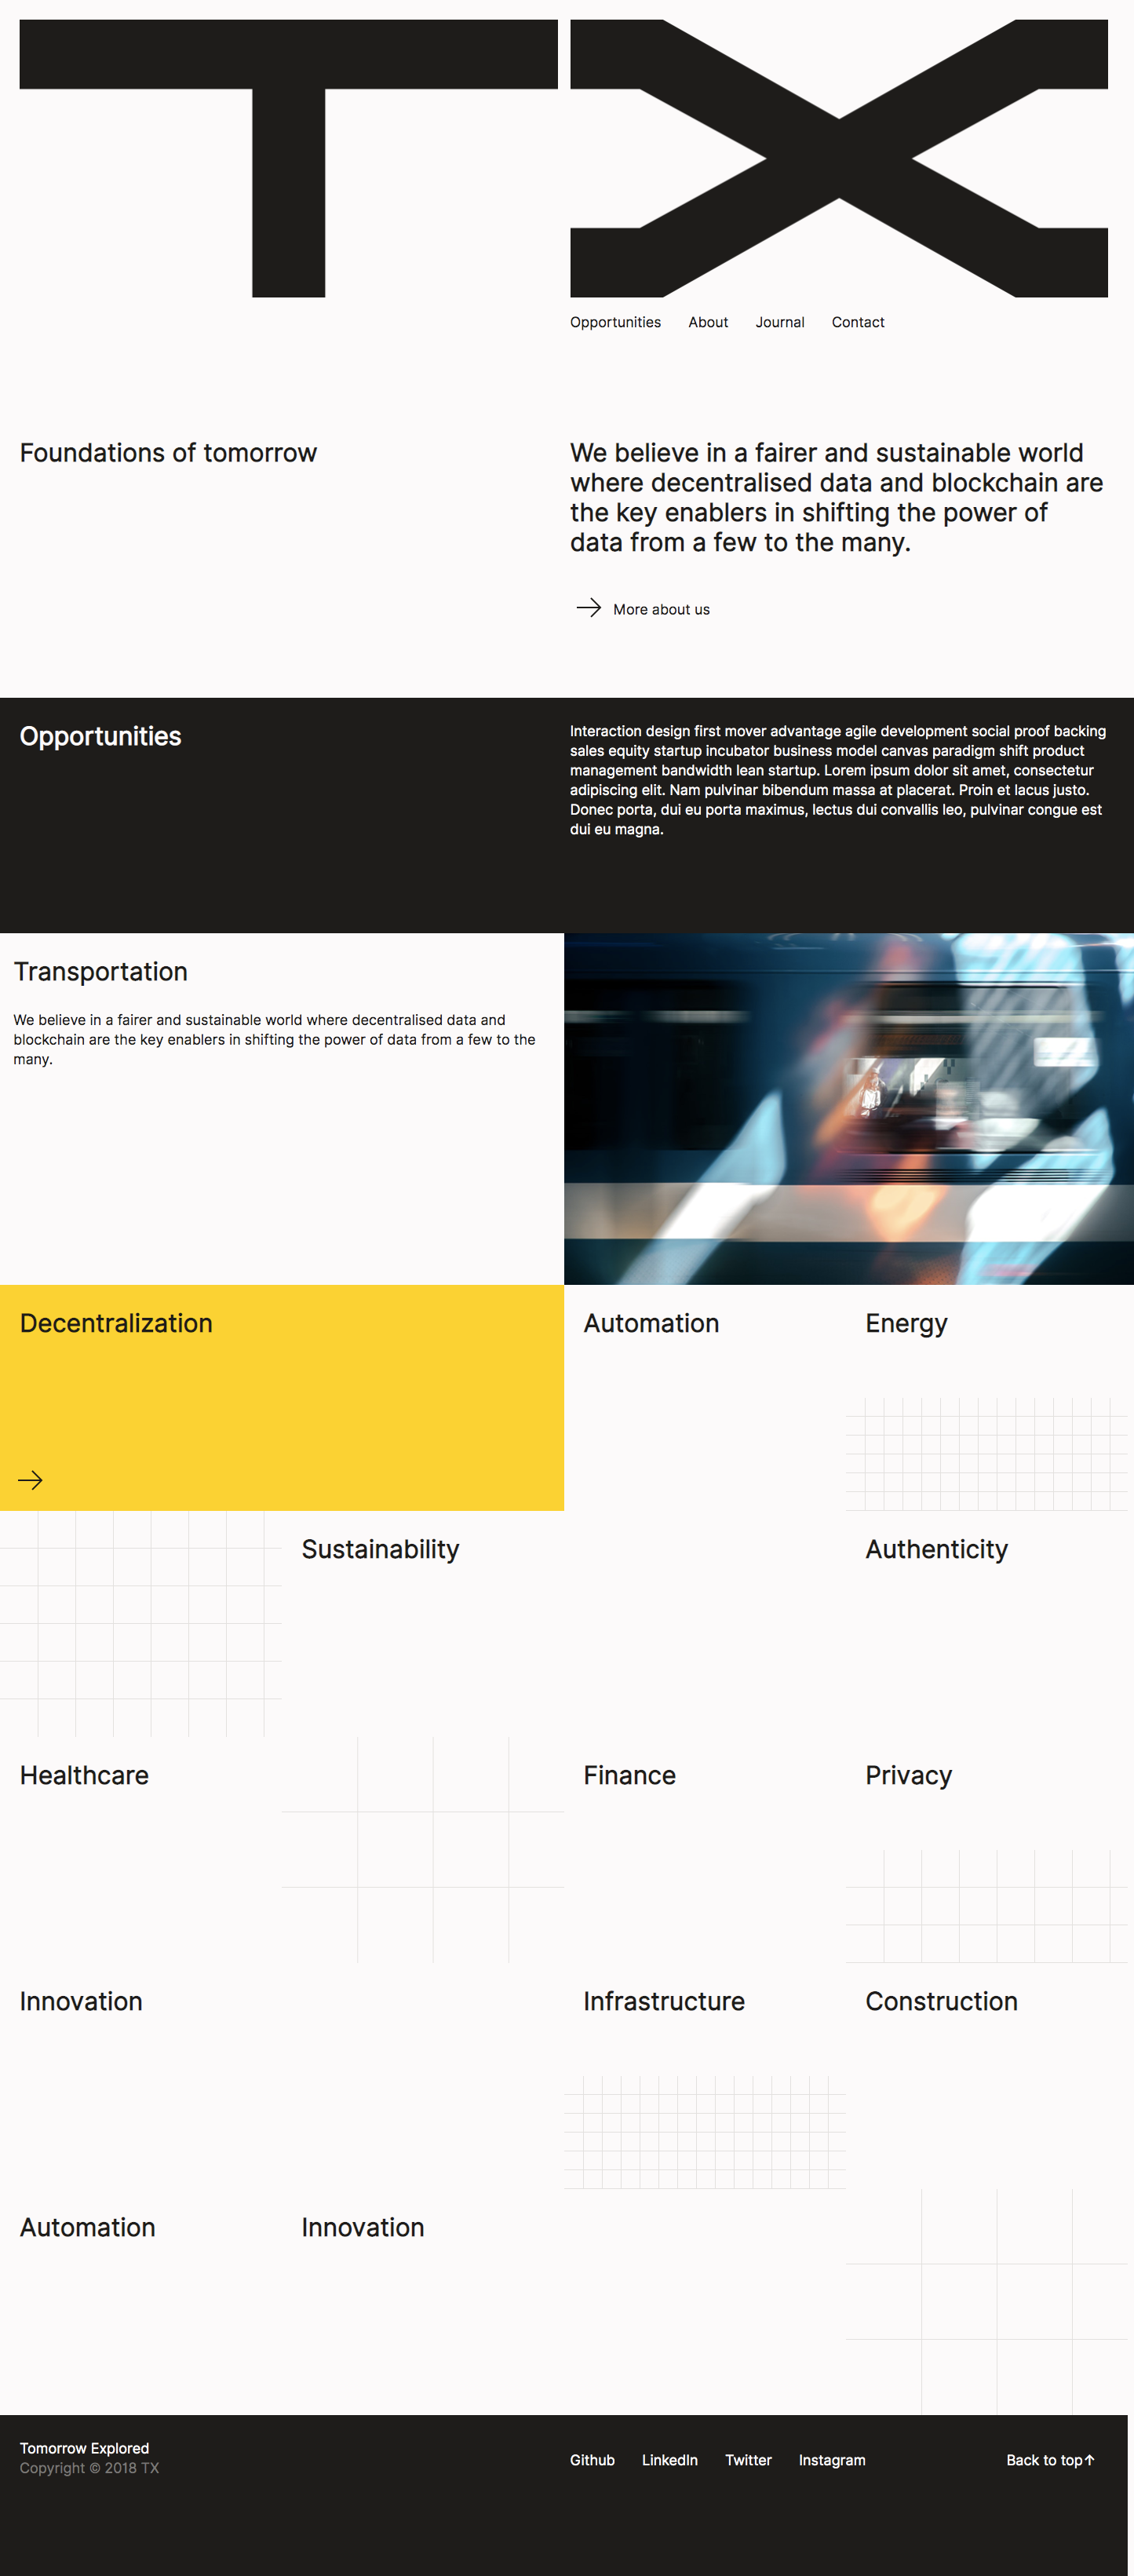 TX
Opportunities About Journal Contact
Foundations of tomorrow
We believe in a fairer and sustainable world
where decentralised data and blockchain are
the key enablers in shifting the power of
data from a few to the many.
More about us
Opportunities
Interaction design first mover advantage agile development social proof backing
sales equity startup incubator business model canvas paradigm shift product
management bandwidth lean startup. Lorem ipsum dolor sit amet, consectetur
adipiscing elit. Nam pulvinar bibendum massa at placerat. Proin et lacus justo.
Donec porta, dui eu porta maximus, lectus dui convallis leo, pulvinar congue est
dui eu magna.
Transportation
We believe in a fairer and sustainable world where decentralised data and
blockchain are the key enablers in shifting the power of data from a few to the
many.
Decentralization
Automation
Energy
Sustainability
Authenticity
Healthcare
Finance
Privacy
Innovation
Infrastructure
Construction
Automation
Innovation
Tomorrow Explored
Copyright © 2018 TX
Github LinkedIn Twitter Instagram
Back to top↑